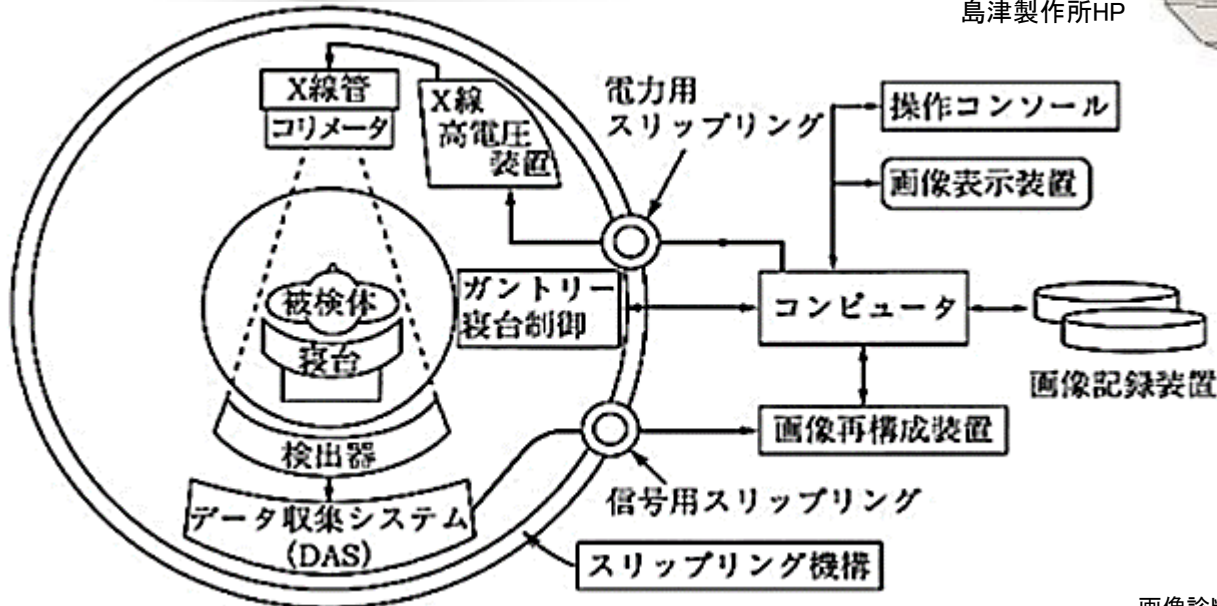 島津製作所HP
X線管
コリメータ
X線
高電圧
装置
電力用
スリップリング
操作コンソール
画像表示装置
被検体
寝台
ガントリー
寝台制御
コンピュータ
画像記録装置
検出器
画像再構成装置
データ収集システム
(DAS)
信号用スリップリング
スリップリング機構